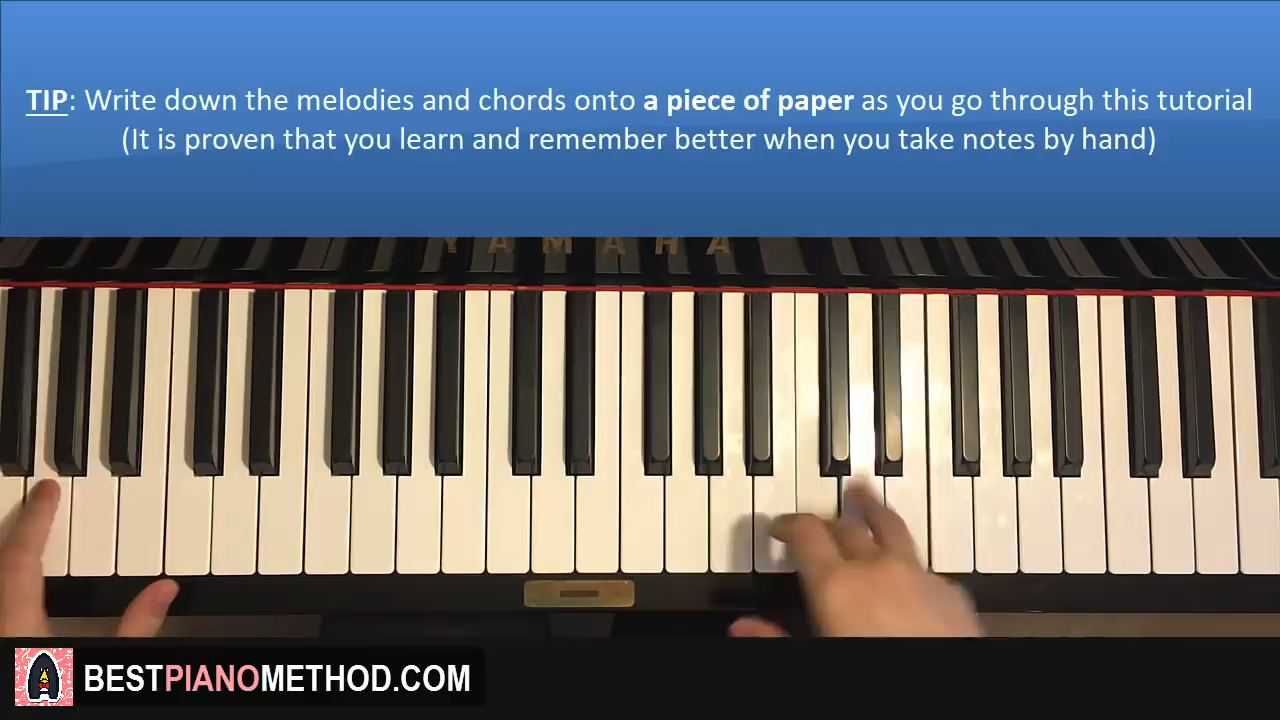 TIP: Write down the melodies and chords onto a piece of paper as you go through this tutorial
(It is proven that you learn and remember better when you take notes by hand)
YAMAHA
BESTPIANOMETHOD.COM